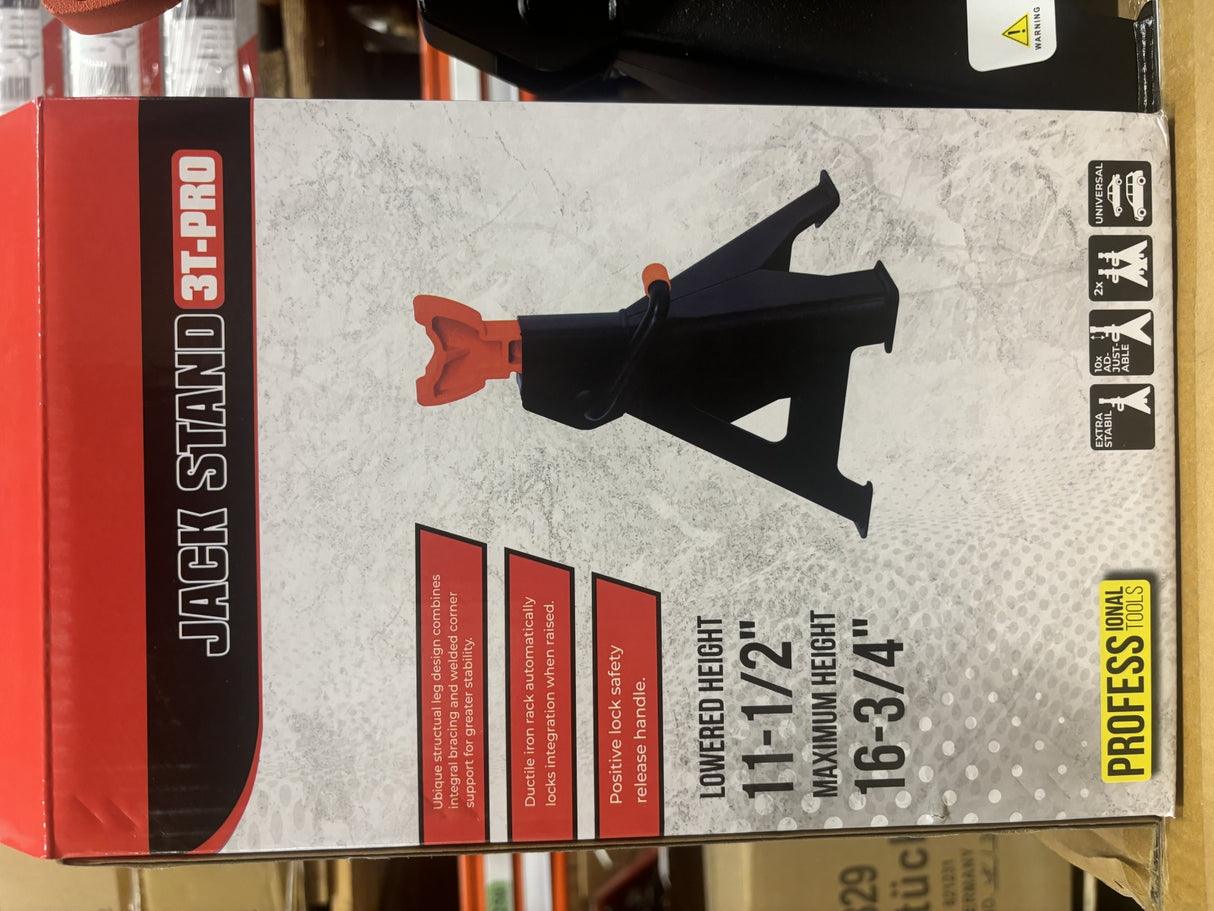 JACK STAND 3T-PRO
Ubique structual leg design combines
integral bracing and welded corner
support for greater stability.
Ductile iron rack automatically
locks integration when raised.
Positive lock safety
release handle.
LOWERED HEIGHT
11-1/2"
MAXIMUM HEIGHT
16-3/4"
PROFESSIONAL
TOOLS
EXTRA
STABIL
10x
AD-
JUST-
ABLE
2x
UNIVERSAL
WARNING